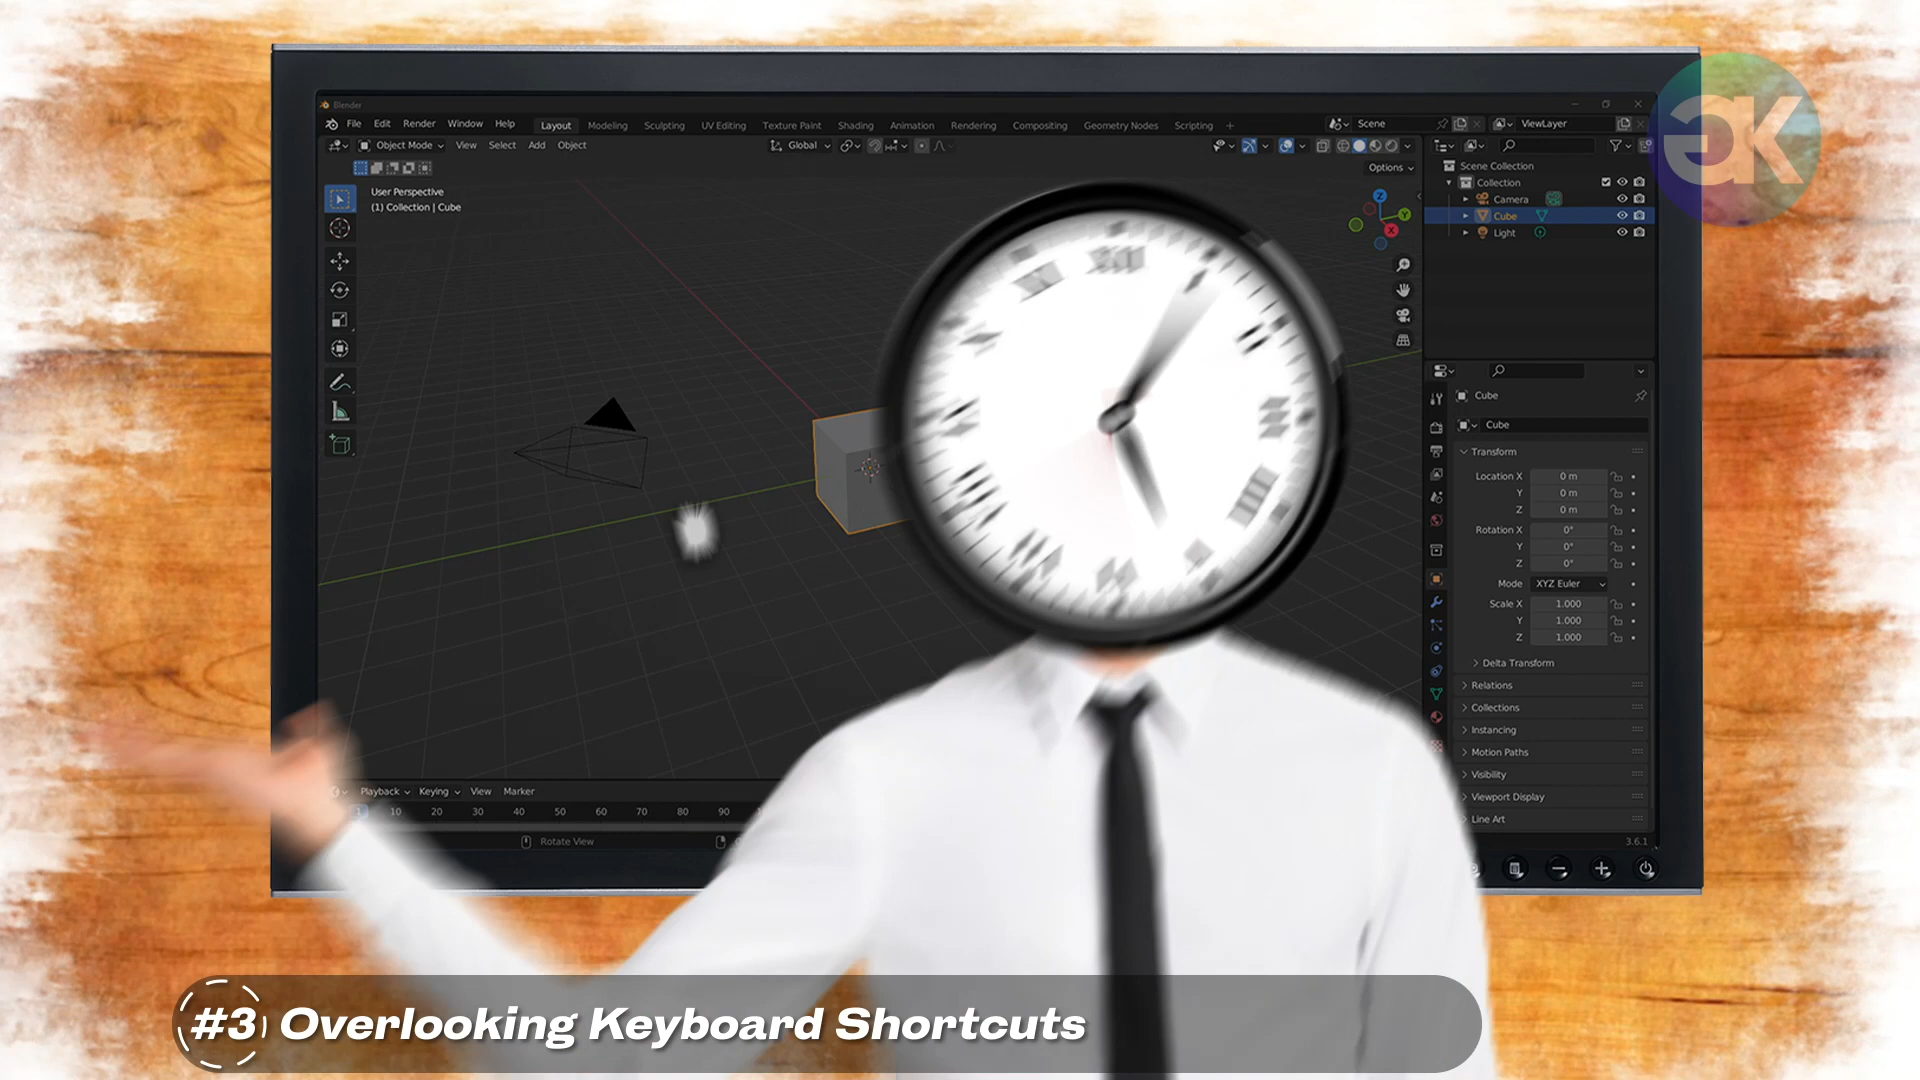 Blender
File Edit Render Window Help Layout Modeling Sculpting UV Editing Texture Paint Shading Animation Rendering Compositing Geometry Nodes Scripting + Scene ViewLayer
Object Mode View Select Add Object Global
Options
User Perspective
(1) Collection | Cube
Scene Collection
Collection
Camera
Cube
Light
Z
Y
X
Cube
Cube
Transform
Location X 0 m
Y 0 m
Z 0 m
Rotation X 0°
Y 0°
Z 0°
Mode XYZ Euler
Scale X 1.000
Y 1.000
Z 1.000
Delta Transform
Relations
Collections
Instancing
Motion Paths
Visibility
Viewport Display
Line Art
Playback Keying View Marker
1 10 20 30 40 50 60 70 80 90
Rotate View
3.6.1
GK
#3 Overlooking Keyboard Shortcuts